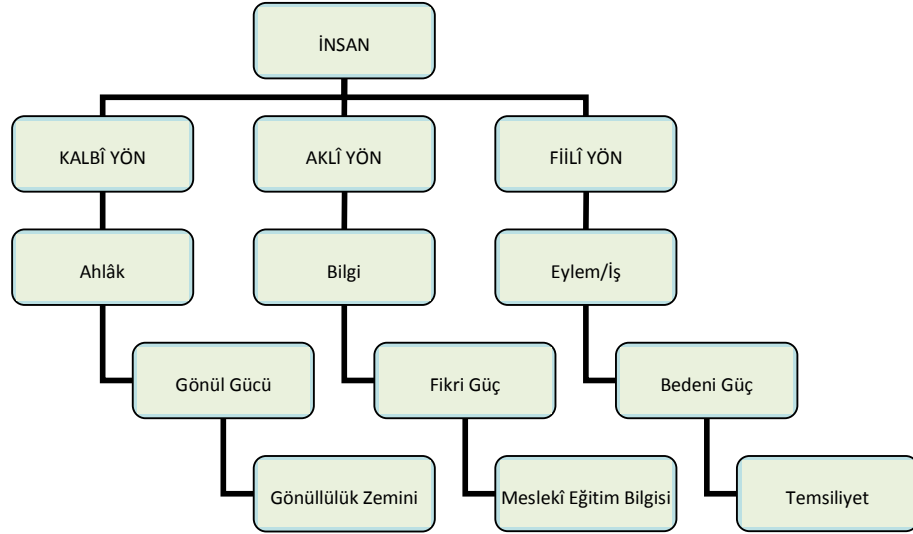 İNSAN
KALBÎ YÖN
AKLÎ YÖN
FİİLÎ YÖN
Ahlâk
Bilgi
Eylem/İş
Gönül Gücü
Fikri Güç
Bedeni Güç
Gönüllülük Zemini
Meslekî Eğitim Bilgisi
Temsiliyet